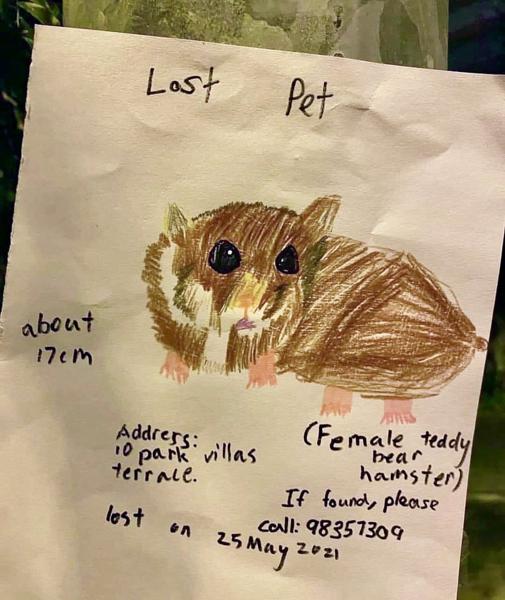 Lost Pet
about
17cm
Address:
10 park villas
terrace.
(Female teddy
bear
hamster)
If found, please
call: 98357309
lost on 25 May 2021